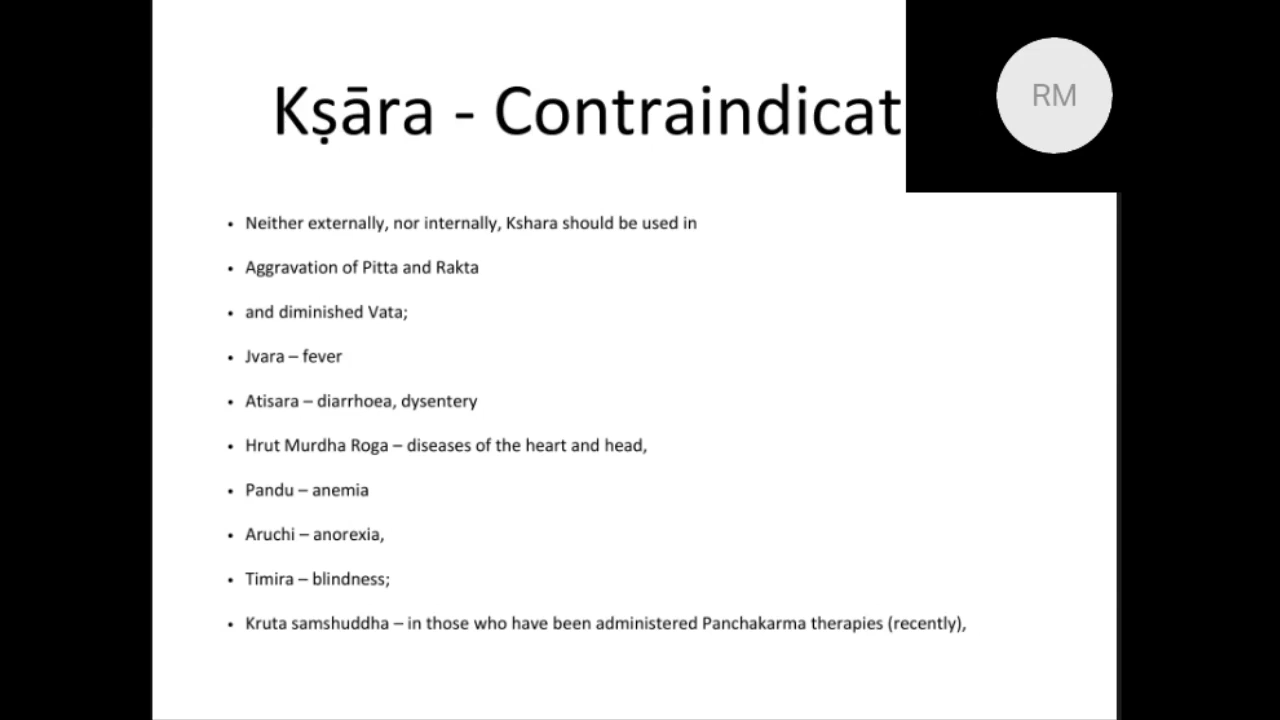 Kṣāra - Contraindicat
RM
• Neither externally, nor internally, Kshara should be used in
• Aggravation of Pitta and Rakta
• and diminished Vata;
• Jvara – fever
• Atisara – diarrhoea, dysentery
• Hrut Murdha Roga – diseases of the heart and head,
• Pandu – anemia
• Aruchi – anorexia,
• Timira – blindness;
• Kruta samshuddha – in those who have been administered Panchakarma therapies (recently),